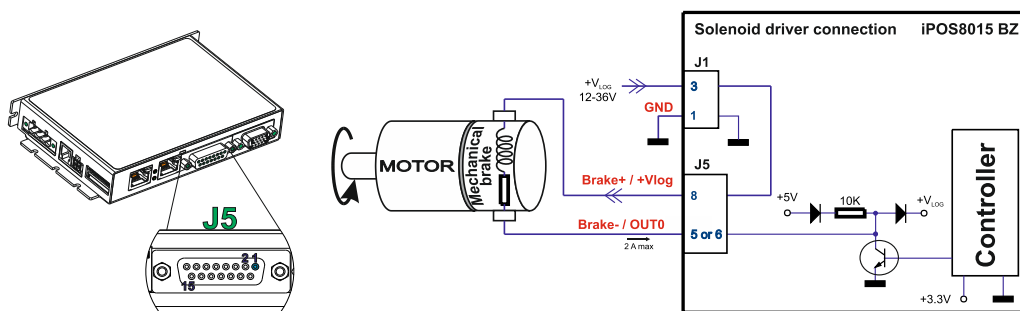 Solenoid driver connection iPOS8015 BZ
J1
+VLOG
12-36V
3
GND
1
J5
Brake+ / +Vlog
8
Brake- / OUT0
2 A max
5 or 6
MOTOR
Mechanical
brake
+5V
10K
+VLOG
Controller
+3.3V
J5
2 1
15